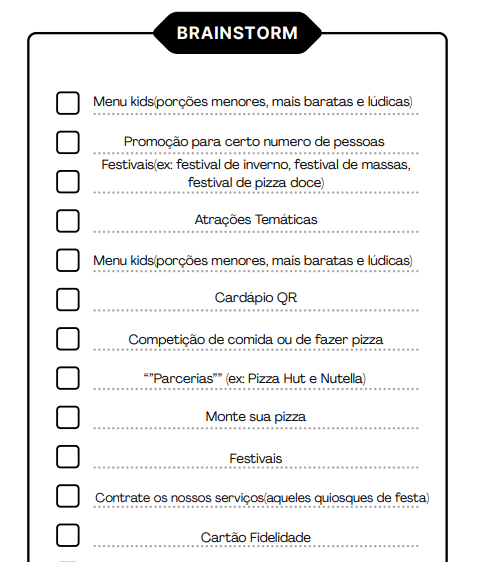 BRAINSTORM
Menu kids(porções menores, mais baratas e lúdicas)
Promoção para certo numero de pessoas
Festivais(ex: festival de inverno, festival de massas,
festival de pizza doce)
Atrações Temáticas
Menu kids(porções menores, mais baratas e lúdicas)
Cardápio QR
Competição de comida ou de fazer pizza
“”Parcerias”” (ex: Pizza Hut e Nutella)
Monte sua pizza
Festivais
Contrate os nossos serviços(aqueles quiosques de festa)
Cartão Fidelidade